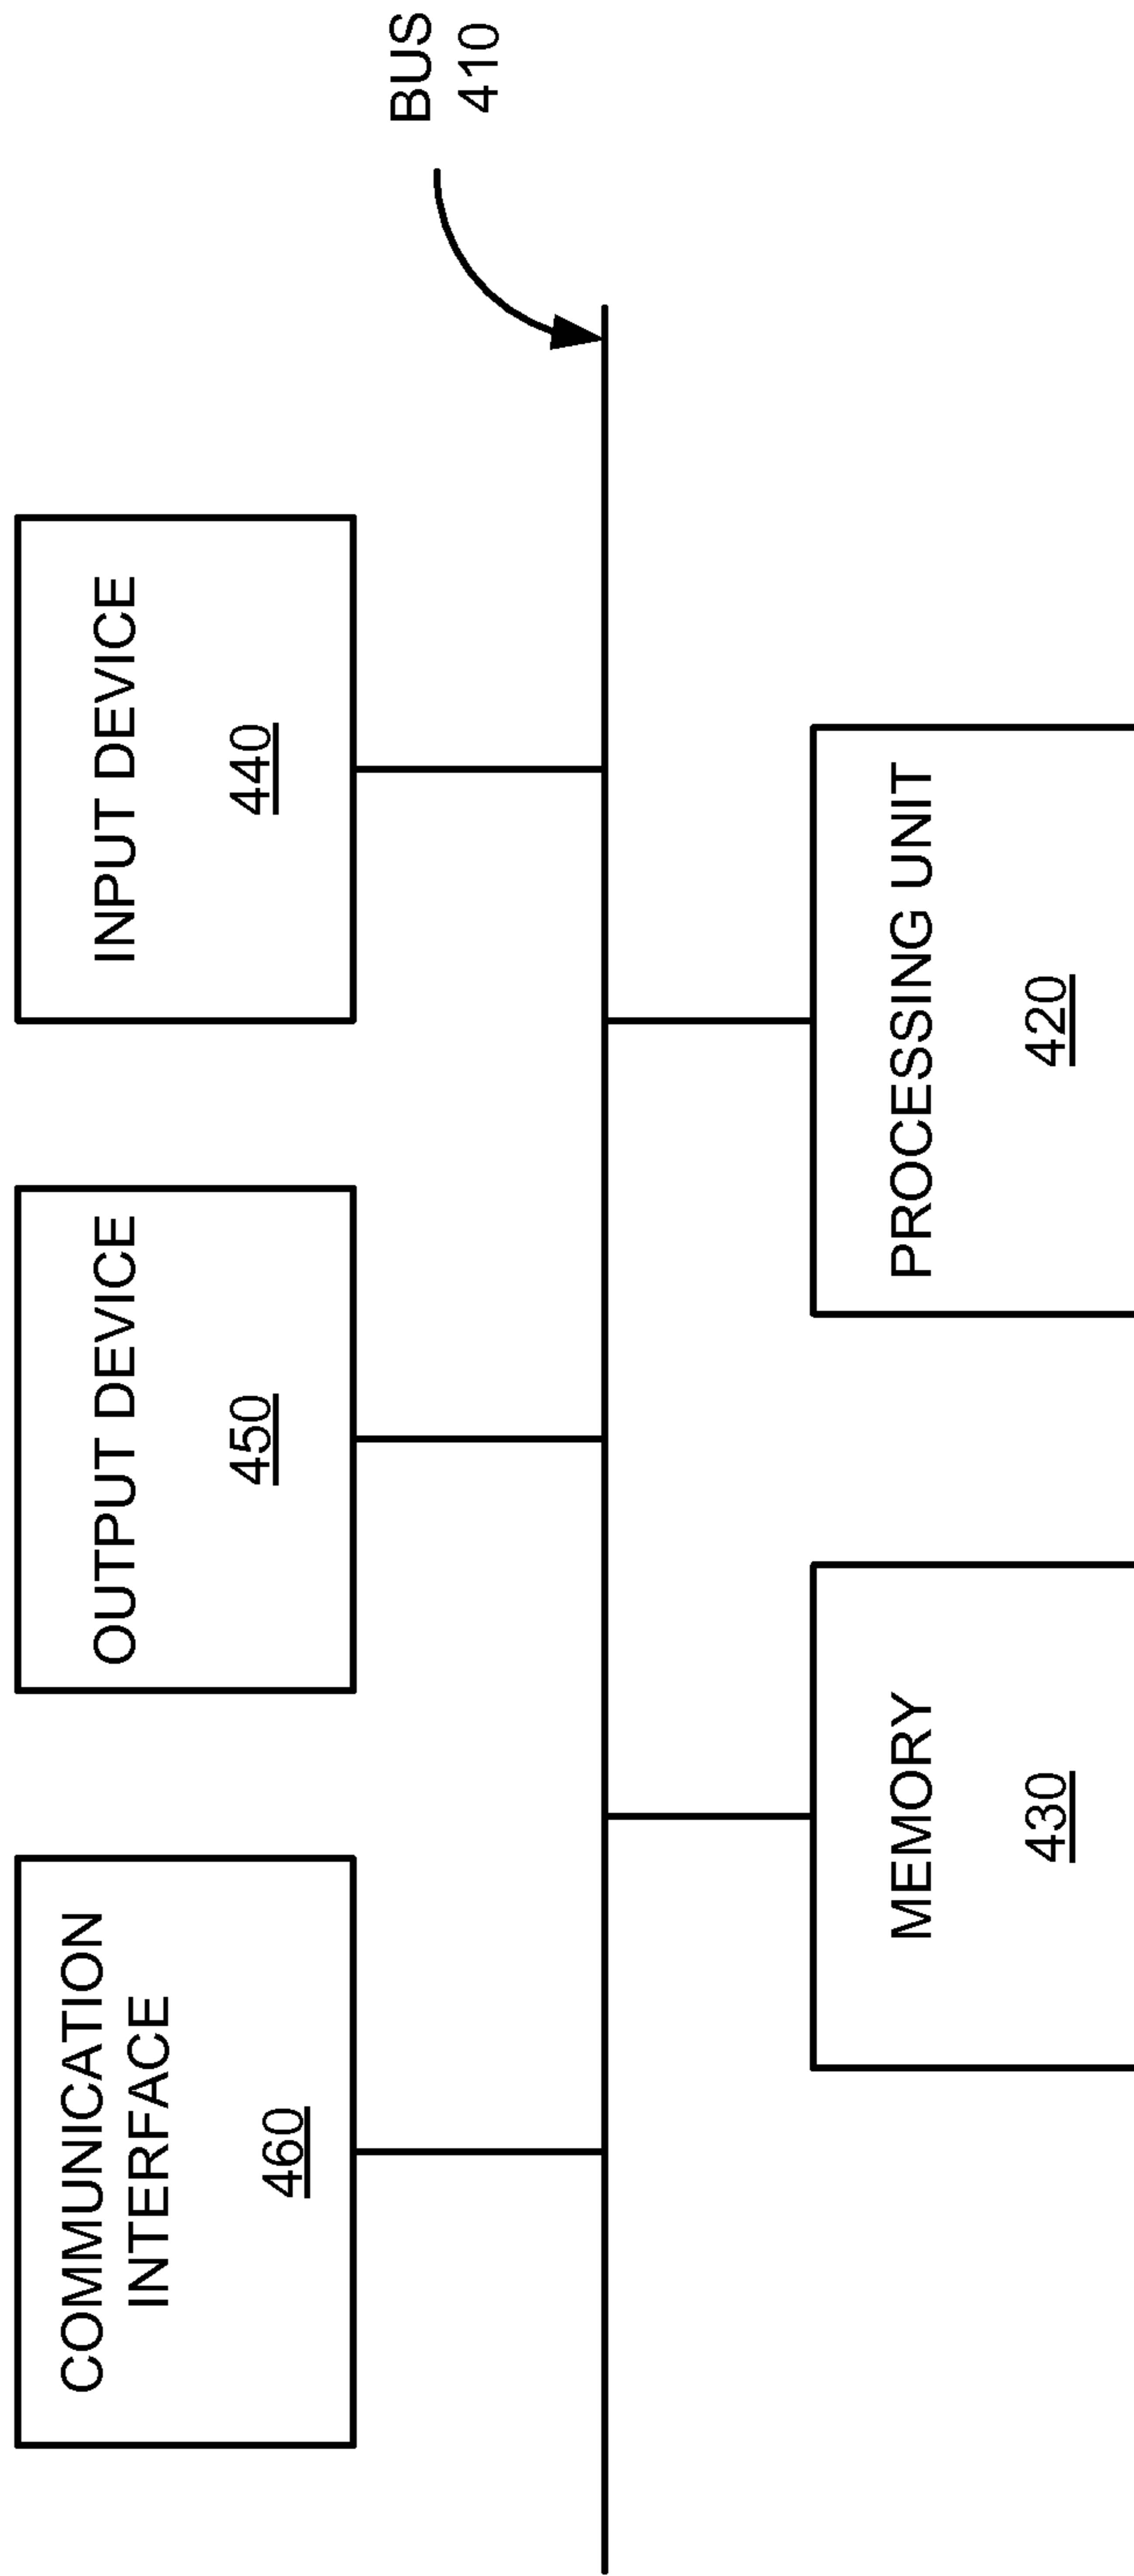 COMMUNICATION
INTERFACE
460
OUTPUT DEVICE
450
INPUT DEVICE
440
BUS
410
MEMORY
430
PROCESSING UNIT
420